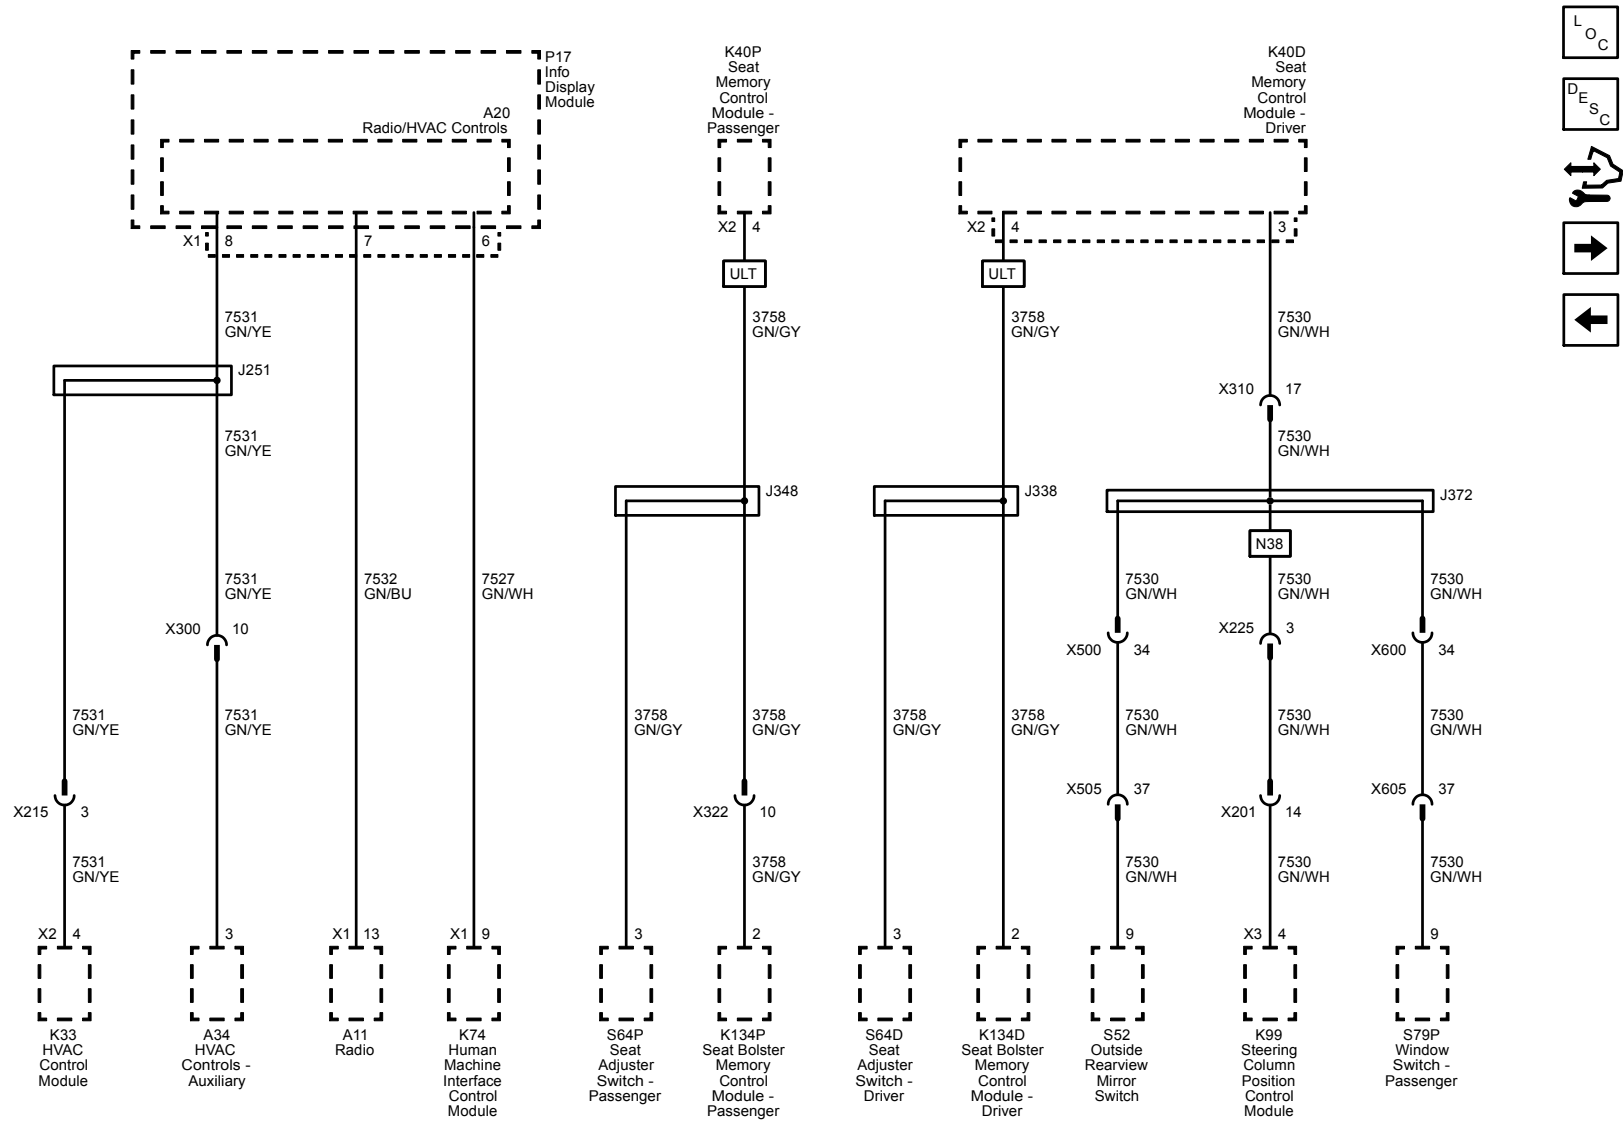 P17
Info
Display
Module
A20
Radio/HVAC Controls
K40P
Seat
Memory
Control
Module -
Passenger
K40D
Seat
Memory
Control
Module -
Driver
LOC
DESC
X1 8 7 6
X2 4
X2 4 3
ULT
ULT
7531
GN/YE
3758
GN/GY
3758
GN/GY
7530
GN/WH
J251
X310 17
7531
GN/YE
7530
GN/WH
J348
J338
J372
N38
7531
GN/YE
7532
GN/BU
7527
GN/WH
7530
GN/WH
7530
GN/WH
7530
GN/WH
X300 10
X500 34
X225 3
X600 34
7531
GN/YE
7531
GN/YE
3758
GN/GY
3758
GN/GY
3758
GN/GY
3758
GN/GY
7530
GN/WH
7530
GN/WH
7530
GN/WH
X215 3
X322 10
X505 37
X201 14
X605 37
7531
GN/YE
3758
GN/GY
7530
GN/WH
7530
GN/WH
7530
GN/WH
X2 4
3
X1 13
X1 9
3
2
3
2
9
X3 4
9
K33
HVAC
Control
Module
A34
HVAC
Controls -
Auxiliary
A11
Radio
K74
Human
Machine
Interface
Control
Module
S64P
Seat
Adjuster
Switch -
Passenger
K134P
Seat Bolster
Memory
Control
Module -
Passenger
S64D
Seat
Adjuster
Switch -
Driver
K134D
Seat Bolster
Memory
Control
Module -
Driver
S52
Outside
Rearview
Mirror
Switch
K99
Steering
Column
Position
Control
Module
S79P
Window
Switch -
Passenger